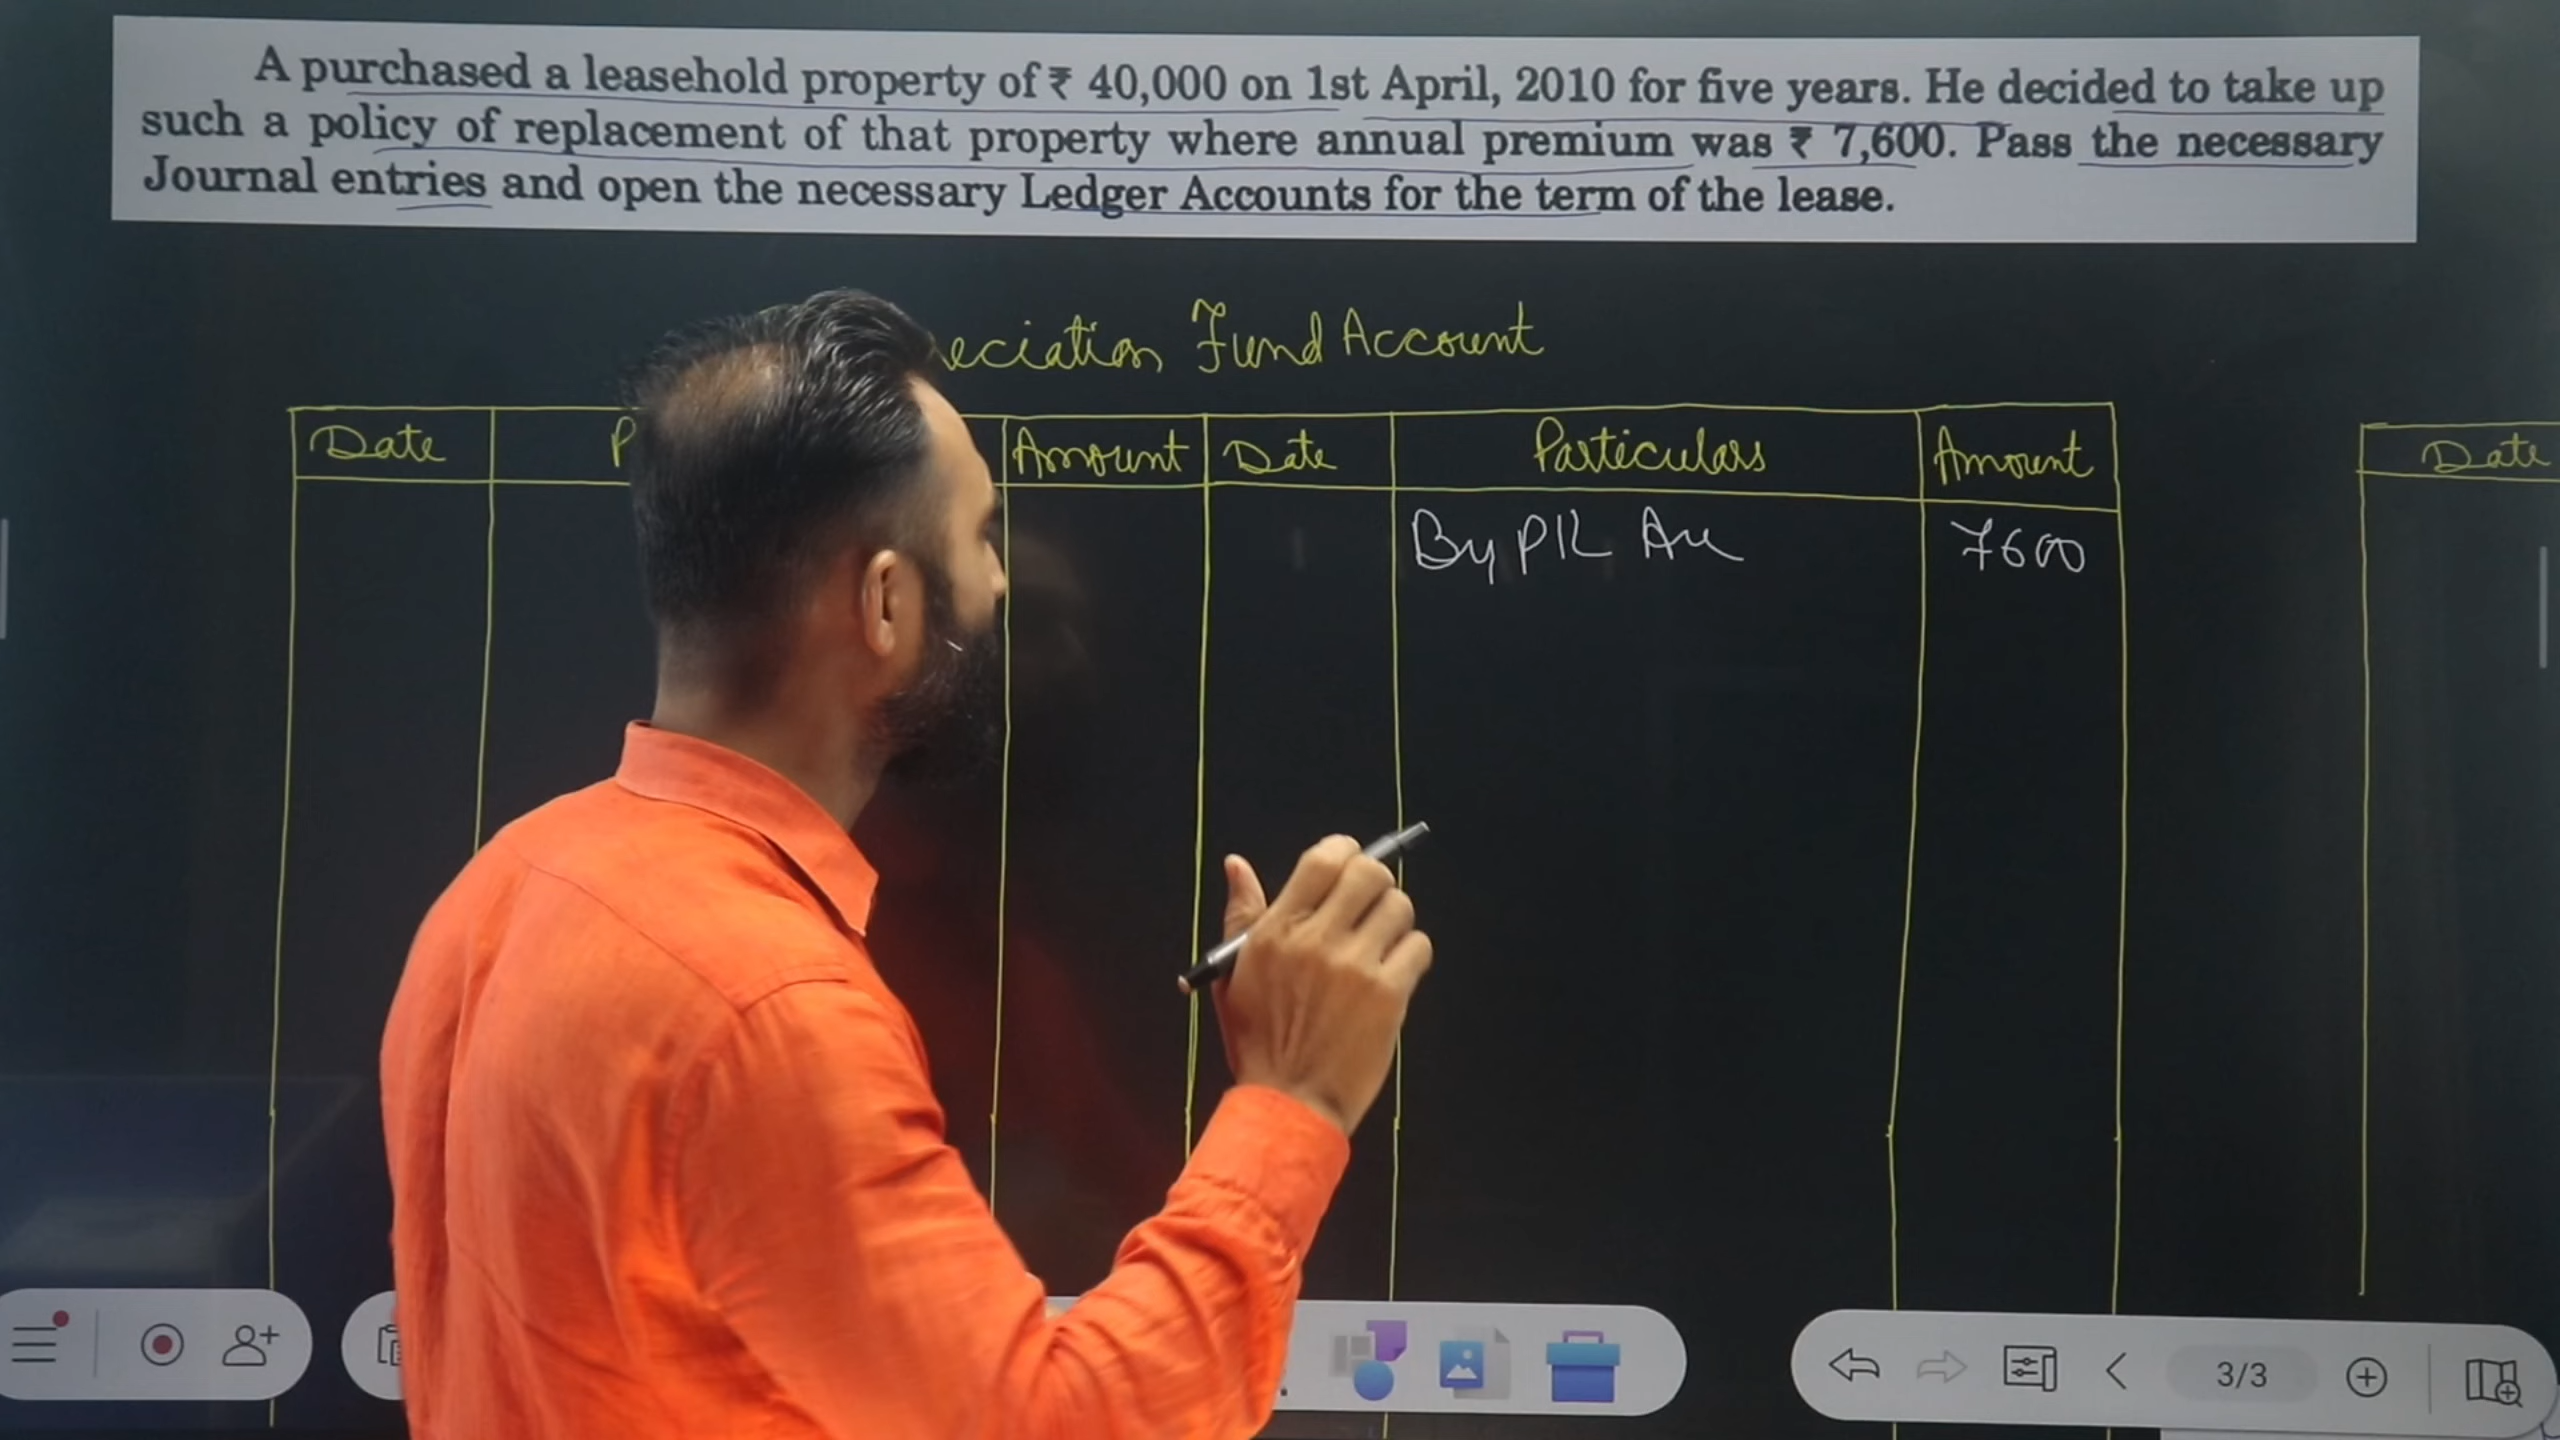 A purchased a leasehold property of ₹ 40,000 on 1st April, 2010 for five years. He decided to take up
such a policy of replacement of that property where annual premium was ₹ 7,600. Pass the necessary
Journal entries and open the necessary Ledger Accounts for the term of the lease.
eciation Fund Account
Date P Amount Date Particulars Amount
Date
By P/L 7600
3/3